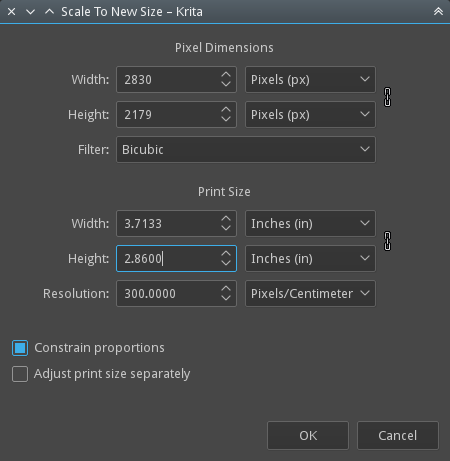 Scale To New Size – Krita
Pixel Dimensions
Width: 2830 Pixels (px)
Height: 2179 Pixels (px)
Filter: Bicubic
Print Size
Width: 3.7133 Inches (in)
Height: 2.8600 Inches (in)
Resolution: 300.0000 Pixels/Centimeter
Constrain proportions
Adjust print size separately
OK Cancel